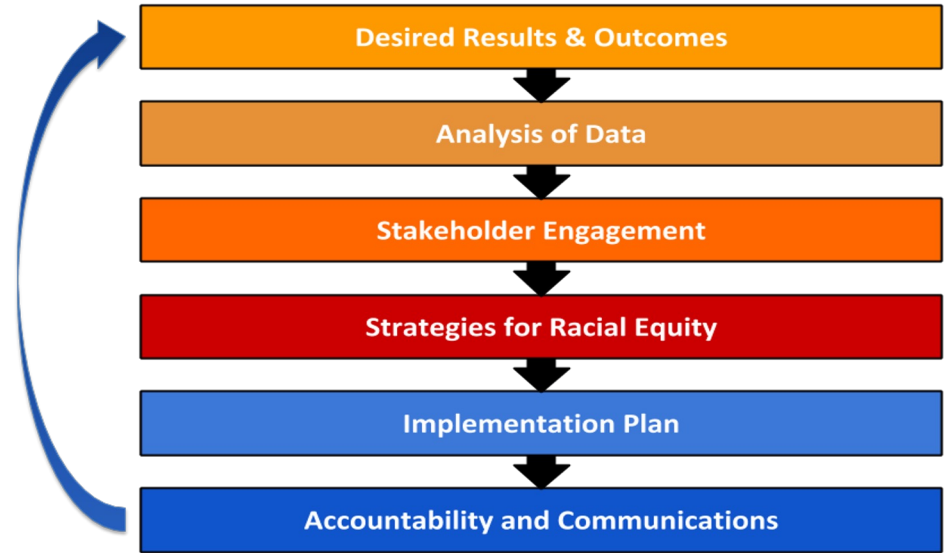 Desired Results & Outcomes
Analysis of Data
Stakeholder Engagement
Strategies for Racial Equity
Implementation Plan
Accountability and Communications